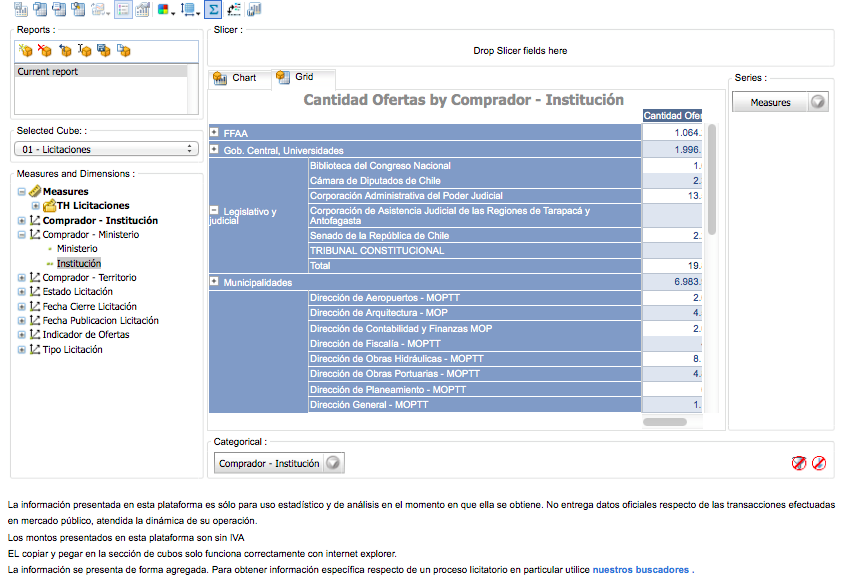 Reports :
Current report
Selected Cube: :
01 - Licitaciones
Measures and Dimensions :
Measures
TH Licitaciones
Comprador - Institución
Comprador - Ministerio
Ministerio
Institución
Comprador - Territorio
Estado Licitación
Fecha Cierre Licitación
Fecha Publicacion Licitación
Indicador de Ofertas
Tipo Licitación
Slicer :
Drop Slicer fields here
Chart
Grid
Cantidad Ofertas by Comprador - Institución
Cantidad Ofer
FFAA 1.064.
Gob. Central, Universidades 1.996.
Legislativo y
judicial
Biblioteca del Congreso Nacional 1.
Cámara de Diputados de Chile 2.
Corporación Administrativa del Poder Judicial 13.
Corporación de Asistencia Judicial de las Regiones de Tarapacá y
Antofagasta
Senado de la República de Chile 2.
TRIBUNAL CONSTITUCIONAL
Total 19.
Municipalidades 6.983.
Dirección de Aeropuertos - MOPTT 2.
Dirección de Arquitectura - MOP 4.
Dirección de Contabilidad y Finanzas MOP 2.
Dirección de Fiscalía - MOPTT
Dirección de Obras Hidráulicas - MOPTT 8.
Dirección de Obras Portuarias - MOPTT 4.
Dirección de Planeamiento - MOPTT
Dirección General - MOPTT 1.
Series :
Measures
Categorical :
Comprador - Institución
La información presentada en esta plataforma es sólo para uso estadístico y de análisis en el momento en que ella se obtiene. No entrega datos oficiales respecto de las transacciones efectuadas
en mercado público, atendida la dinámica de su operación.
Los montos presentados en esta plataforma son sin IVA
EL copiar y pegar en la sección de cubos solo funciona correctamente con internet explorer.
La información se presenta de forma agregada. Para obtener información específica respecto de un proceso licitatorio en particular utilice nuestros buscadores .